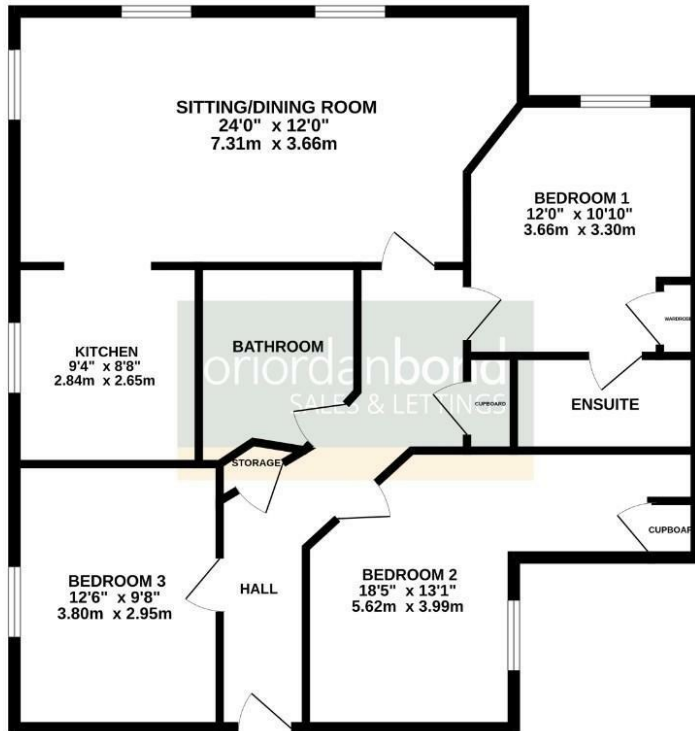 SITTING/DINING ROOM
24'0" x 12'0"
7.31m x 3.66m
BEDROOM 1
12'0" x 10'10"
3.66m x 3.30m
WARDROBE
KITCHEN
9'4" x 8'8"
2.84m x 2.65m
BATHROOM
oriordanbond
SALES & LETTINGS
CUPBOARD
ENSUITE
STORAGE
CUPBOAR
BEDROOM 3
12'6" x 9'8"
3.80m x 2.95m
HALL
BEDROOM 2
18'5" x 13'1"
5.62m x 3.99m